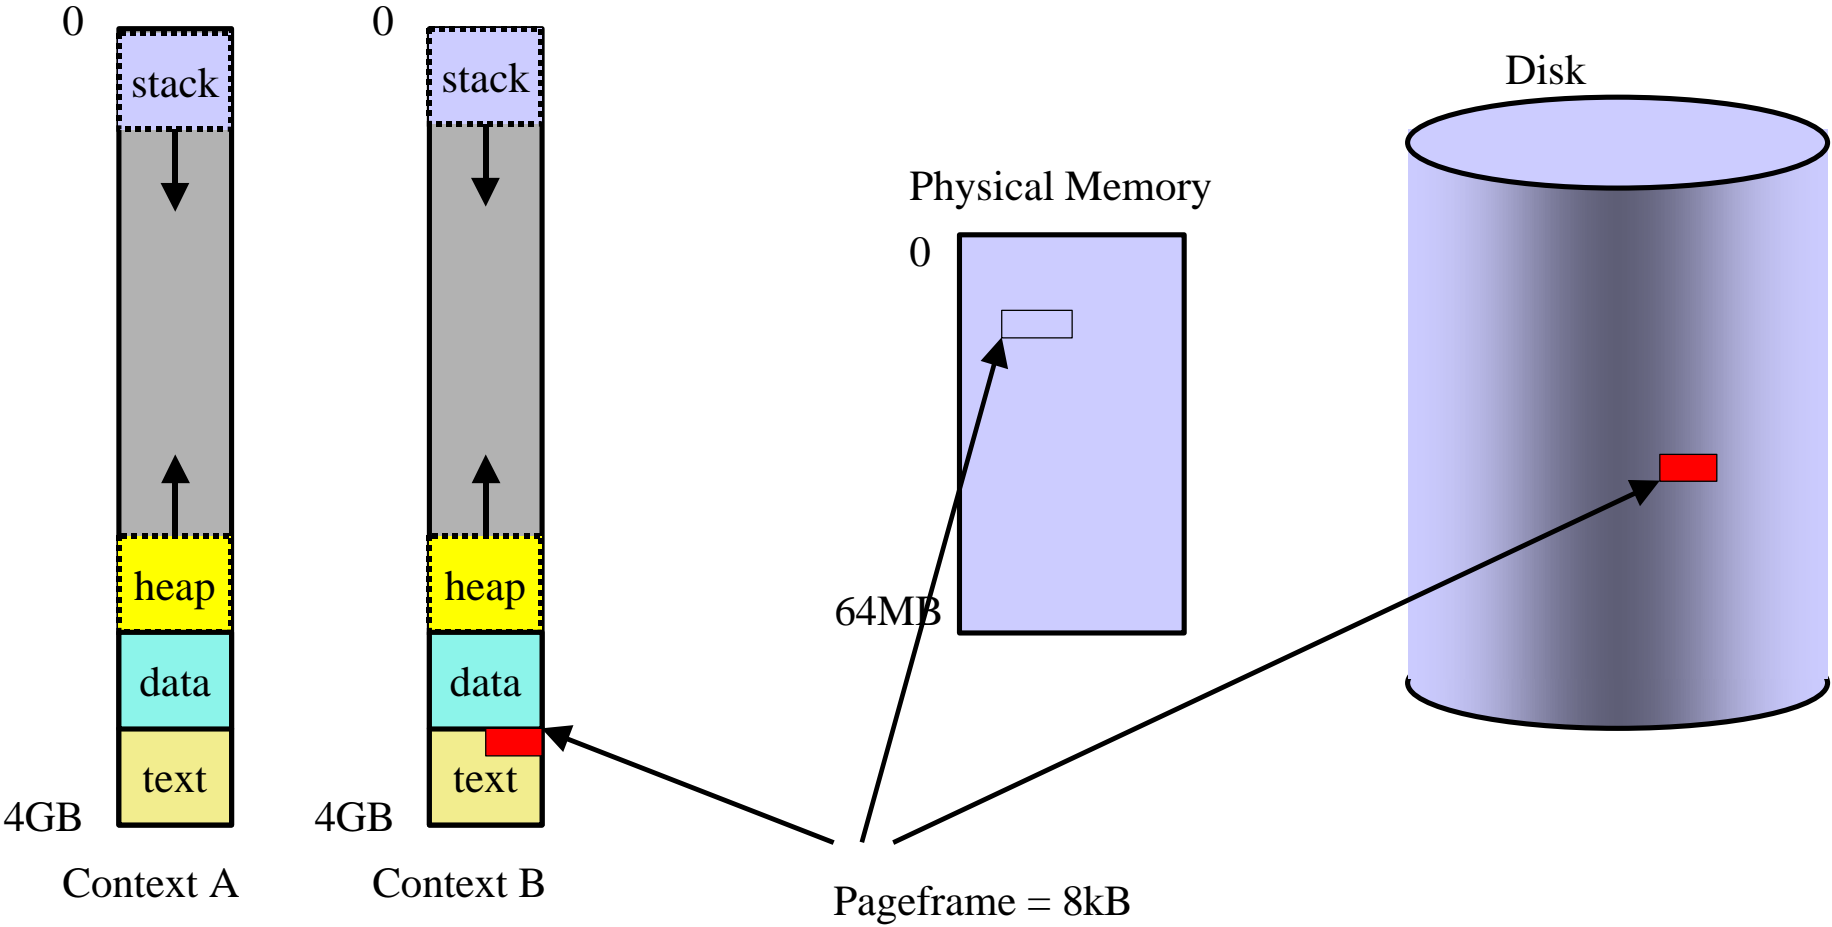 0
stack
heap
data
text
4GB
Context A
0
stack
heap
data
text
4GB
Context B
Physical Memory
0
64MB
Disk
Pageframe = 8kB